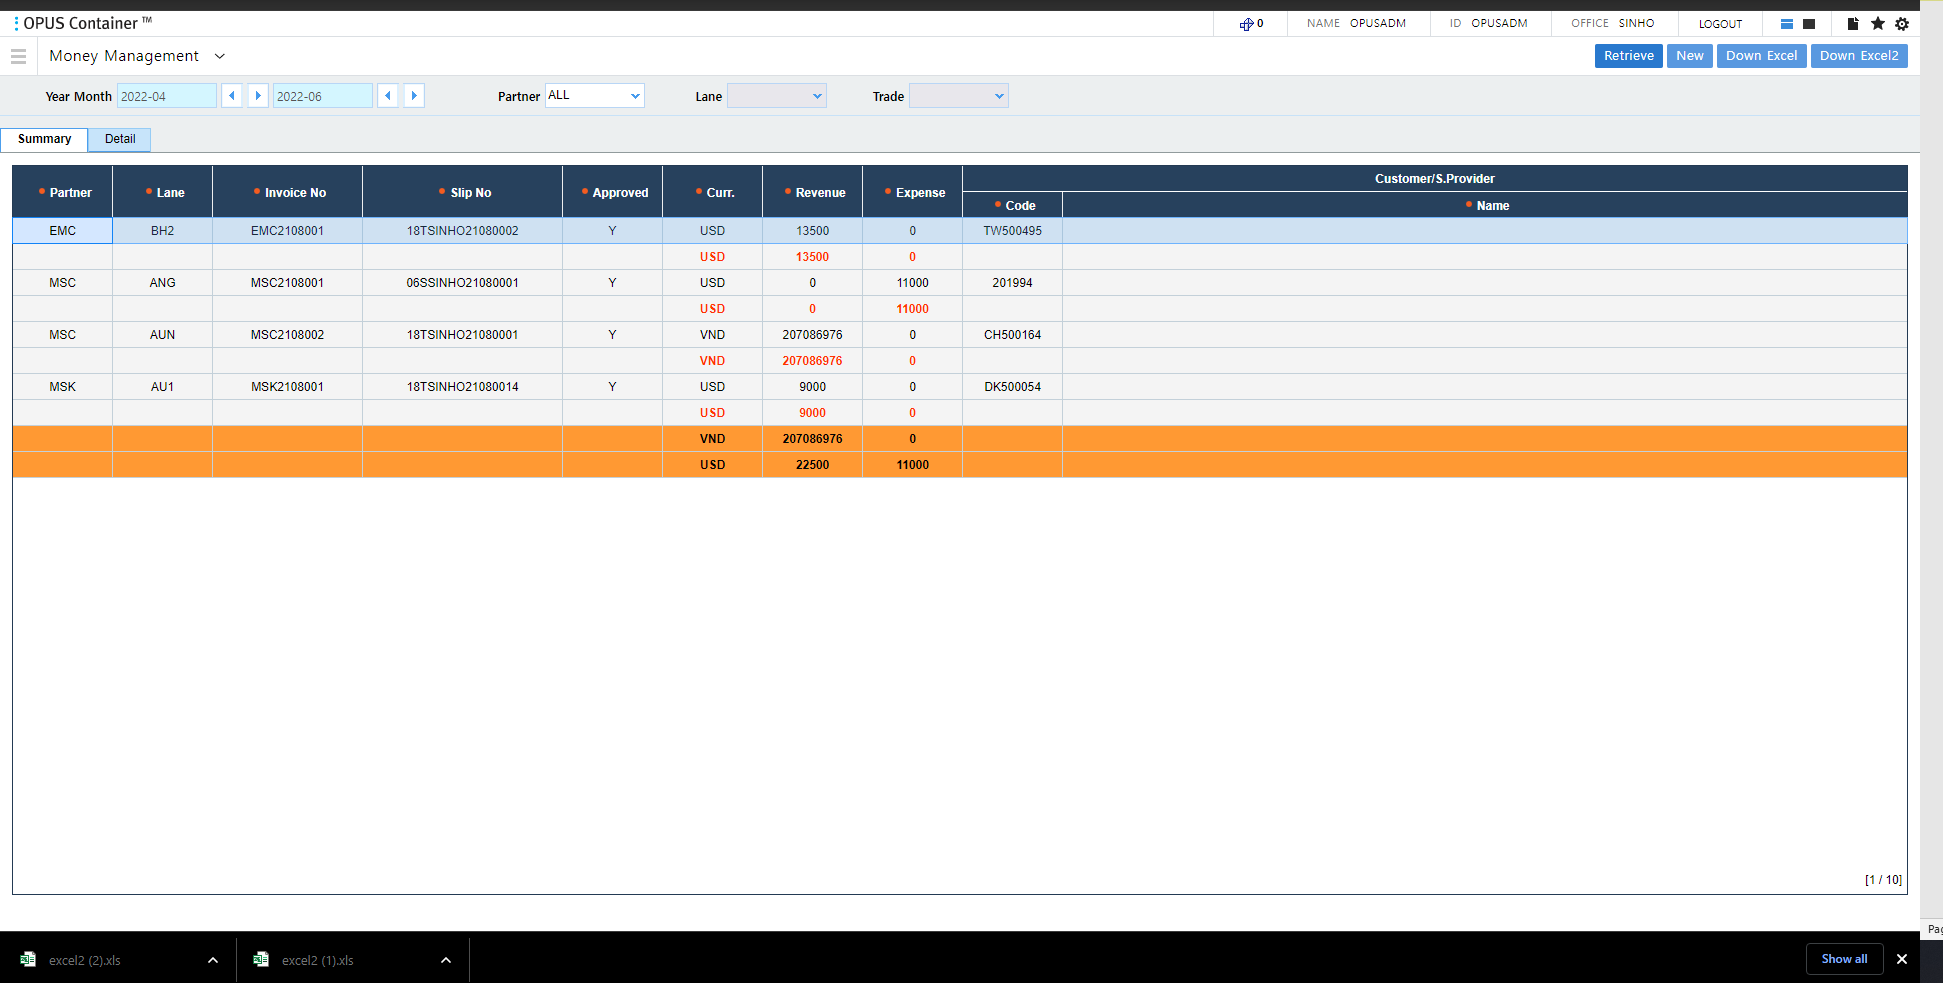 OPUS Container ™
0
NAME OPUSADM
ID OPUSADM
OFFICE SINHO
LOGOUT
Money Management
Retrieve New Down Excel Down Excel2
Year Month 2022-04 2022-06 Partner ALL Lane Trade
Summary Detail
Partner Lane Invoice No Slip No Approved Curr. Revenue Expense Customer/S.Provider
Code Name
EMC BH2 EMC2108001 18TSINHO21080002 Y USD 13500 0 TW500495
USD 13500 0
MSC ANG MSC2108001 06SSINHO21080001 Y USD 0 11000 201994
USD 0 11000
MSC AUN MSC2108002 18TSINHO21080001 Y VND 207086976 0 CH500164
VND 207086976 0
MSK AU1 MSK2108001 18TSINHO21080014 Y USD 9000 0 DK500054
USD 9000 0
VND 207086976 0
USD 22500 11000
[1 / 10]
excel2 (2).xls
excel2 (1).xls
Show all